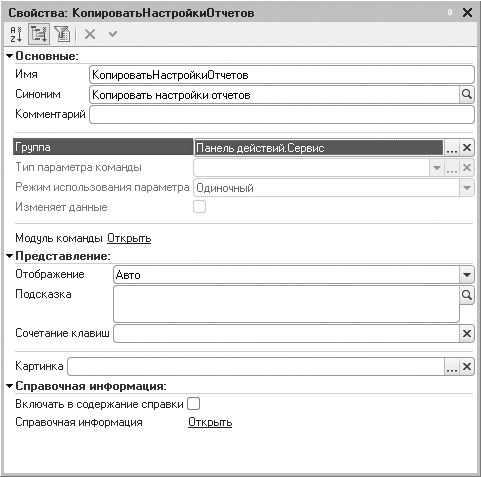 Свойства: КопироватьНастройкиОтчетов
Основные:
Имя КопироватьНастройкиОтчетов
Синоним Копировать настройки отчетов
Комментарий
Группа Панель действий.Сервис ...
Тип параметра команды ...
Режим использования параметра Одиночный
Изменяет данные
Модуль команды Открыть
Представление:
Отображение Авто
Подсказка
Сочетание клавиш
Картинка ...
Справочная информация:
Включать в содержание справки
Справочная информация Открыть